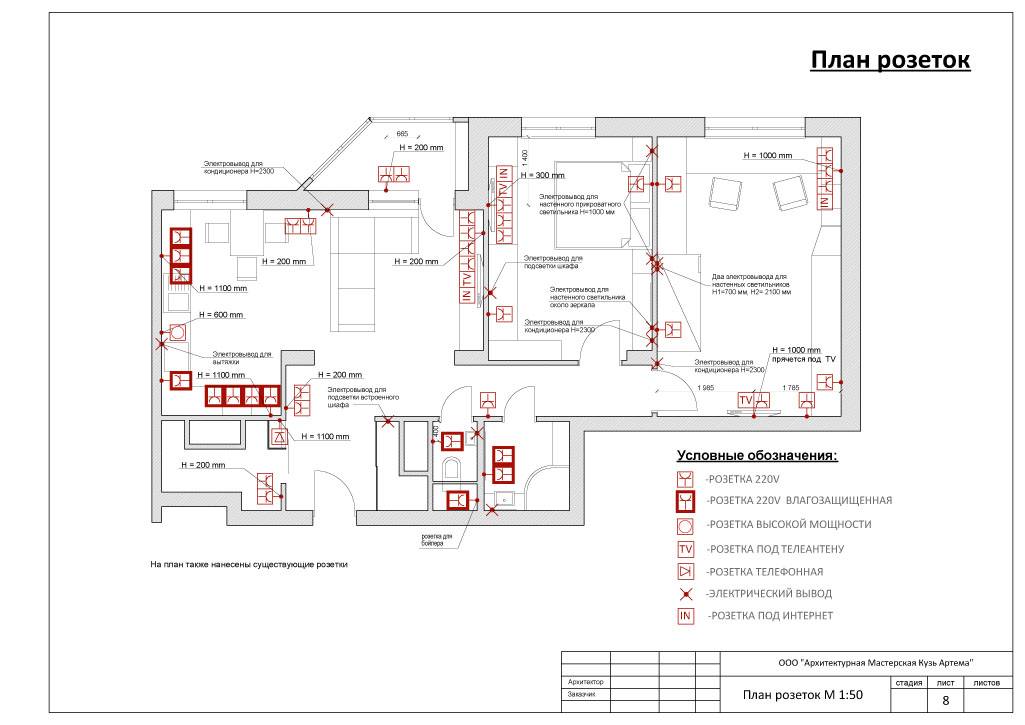 План розеток
665
H = 200 mm
Электровывод для
кондиционера H=2300
1 400
H = 300 mm
TV IN
H = 1000 mm
IN
Электровывод для
настенного прикроватного
светильника H=1000 мм
H = 200 mm
H = 200 mm
IN TV
Электровывод для
подсветки шкафа
H = 1100 mm
Два электровывода для
настенных светильников
H1=700 мм, H2= 2100 мм
Электровывод для
настенного светильника
около зеркала
H = 600 mm
Электровывод для
кондиционера H=2300
Электровывод для
вытяжки
H = 1000 mm
прячется под TV
Электровывод для
кондиционера H=2300
H = 1100 mm
H = 200 mm
Электровывод для
подсветки встроенного
шкафа
1 985
1 785
TV
400
H = 1100 mm
H = 200 mm
розетка для
бойлера
На план также нанесены существующие розетки
Условные обозначения:
-РОЗЕТКА 220V
-РОЗЕТКА 220V ВЛАГОЗАЩИЩЕННАЯ
-РОЗЕТКА ВЫСОКОЙ МОЩНОСТИ
TV -РОЗЕТКА ПОД ТЕЛЕАНТЕНУ
-РОЗЕТКА ТЕЛЕФОННАЯ
-ЭЛЕКТРИЧЕСКИЙ ВЫВОД
IN -РОЗЕТКА ПОД ИНТЕРНЕТ
ООО "Архитектурная Мастерская Кузь Артема"
Архитектор
Заказчик
План розеток М 1:50
стадия лист листов
8